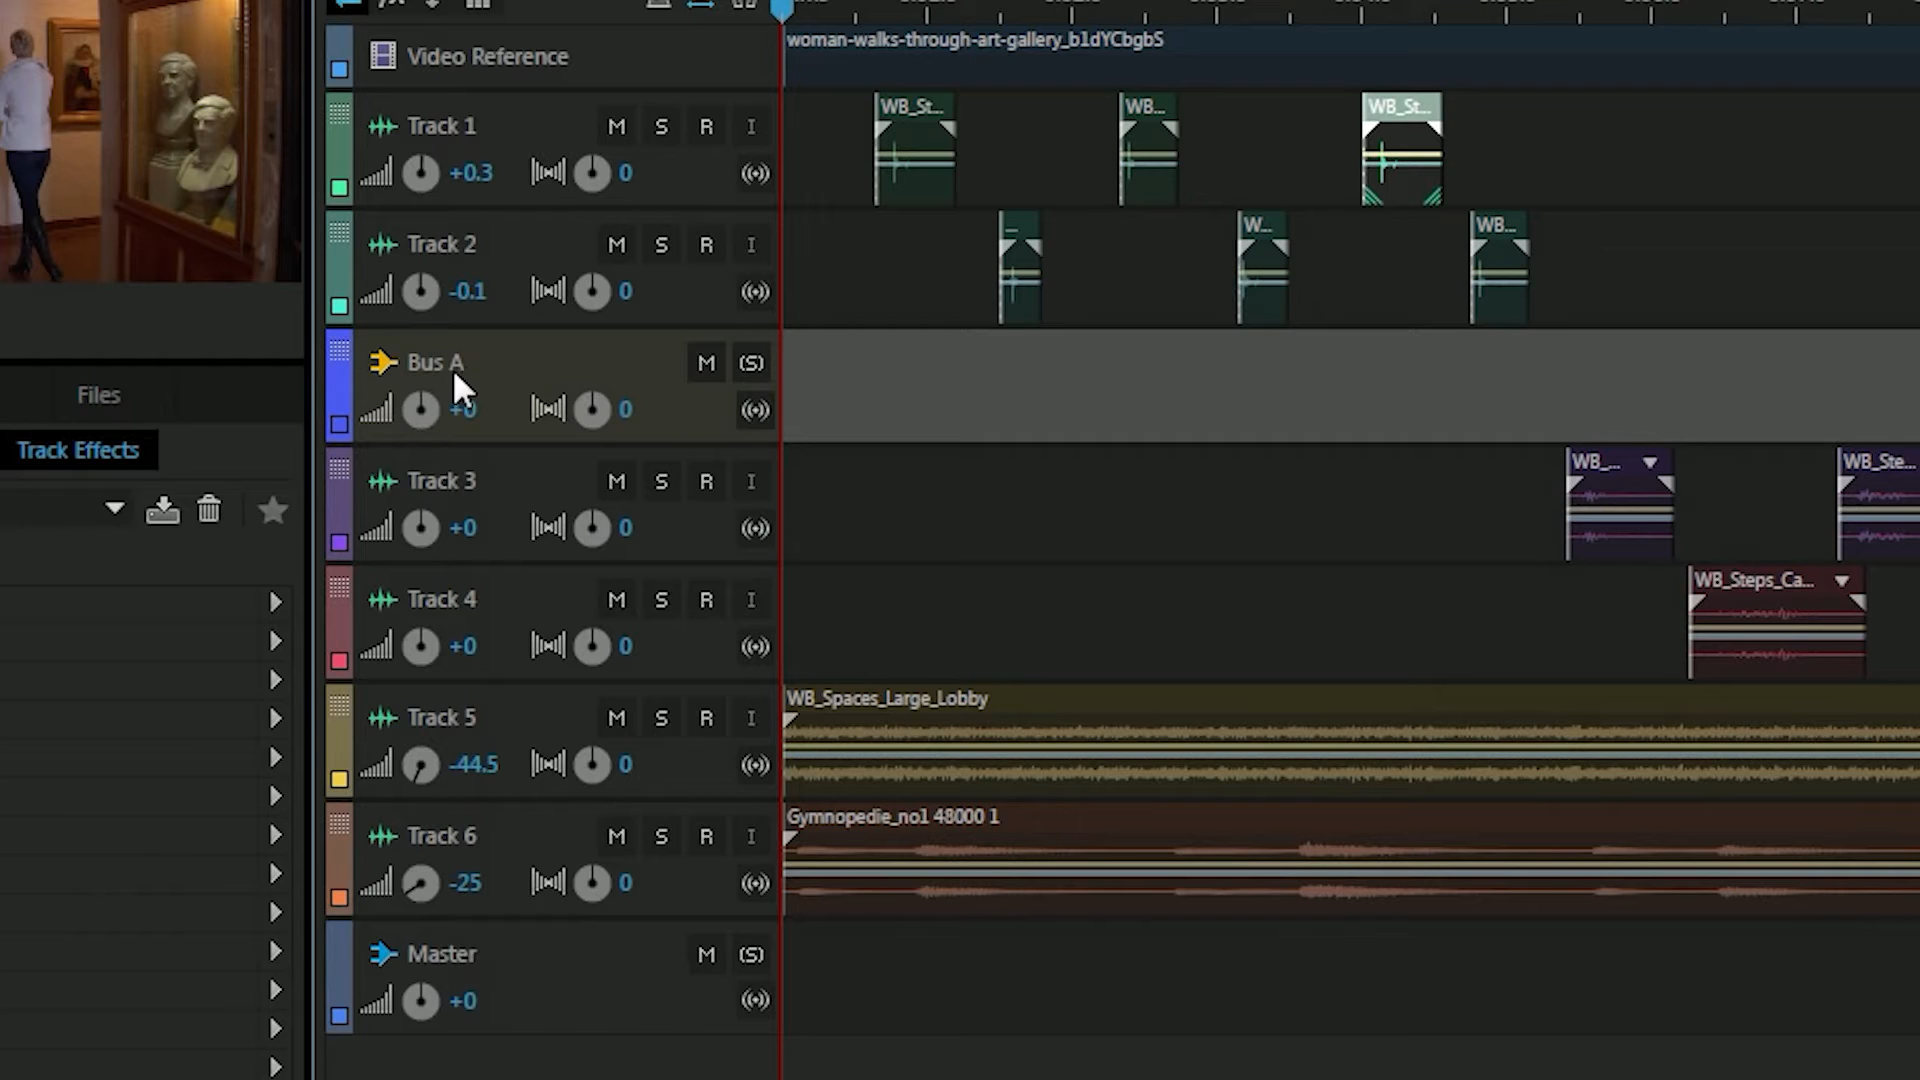 Video Reference
woman-walks-through-art-gallery_b1dYCbgbS
Track 1 M S R I
+0.3 0
WB_St... WB... WB_St...
Track 2 M S R I
-0.1 0
... W... WB...
Bus A M (S)
+0 0
Files
Track Effects
Track 3 M S R I
+0 0
WB_... WB_Ste...
Track 4 M S R I
+0 0
WB_Steps_Ca...
Track 5 M S R I
-44.5 0
WB_Spaces_Large_Lobby
Track 6 M S R I
-25 0
Gymnopedie_no1 48000 1
Master M (S)
+0